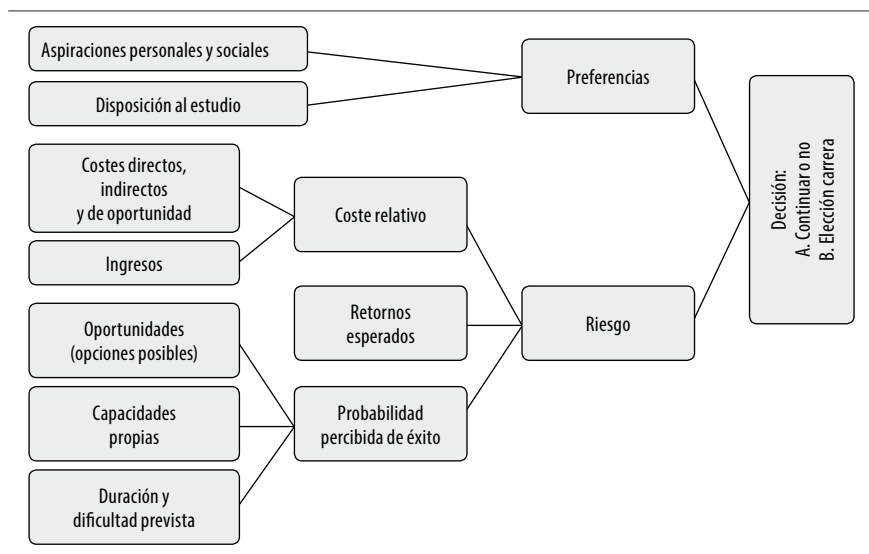 Aspiraciones personales y sociales
Disposición al estudio
Preferencias
Costes directos,
indirectos
y de oportunidad
Ingresos
Coste relativo
Oportunidades
(opciones posibles)
Capacidades
propias
Duración y
dificultad prevista
Retornos
esperados
Probabilidad
percibida de éxito
Riesgo
Decisión:
A. Continuar o no
B. Elección carrera